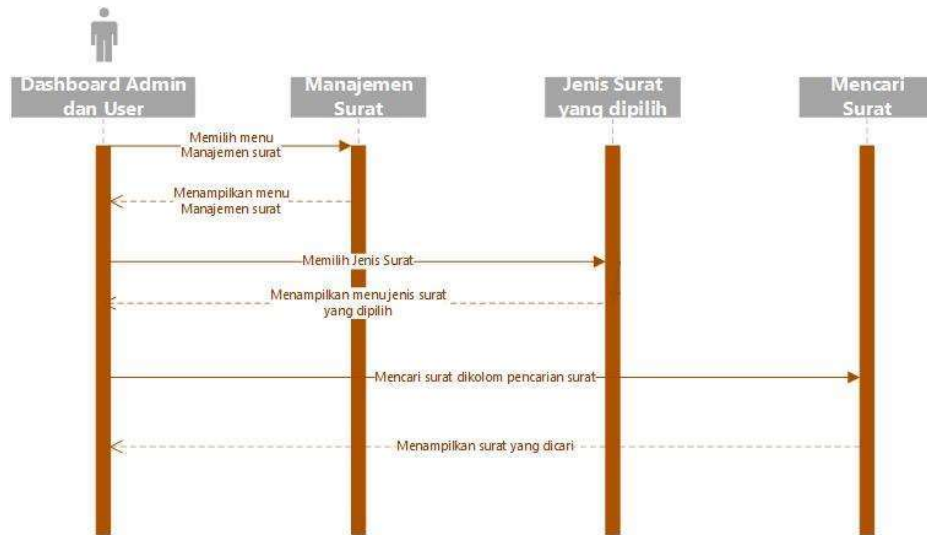 Dashboard Admin
dan User
Manajemen
Surat
Jenis Surat
yang dipilih
Mencari
Surat
Memilih menu
Manajemen surat
Menampilkan menu
Manajemen surat
Memilih Jenis Surat
Menampilkan menu jenis surat
yang dipilih
Mencari surat dikolom pencarian surat
Menampilkan surat yang dicari